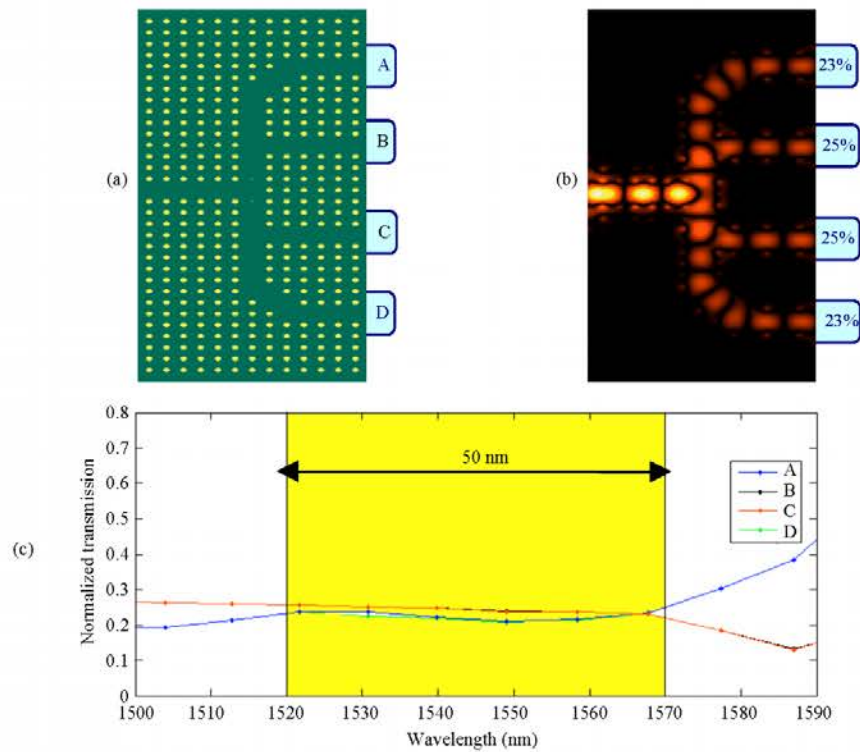 (a)
A
B
C
D
(b)
23%
25%
25%
23%
(c)
Normalized transmission
0.8
0.7
0.6
0.5
0.4
0.3
0.2
0.1
0
50 nm
A
B
C
D
1500 1510 1520 1530 1540 1550 1560 1570 1580 1590
Wavelength (nm)